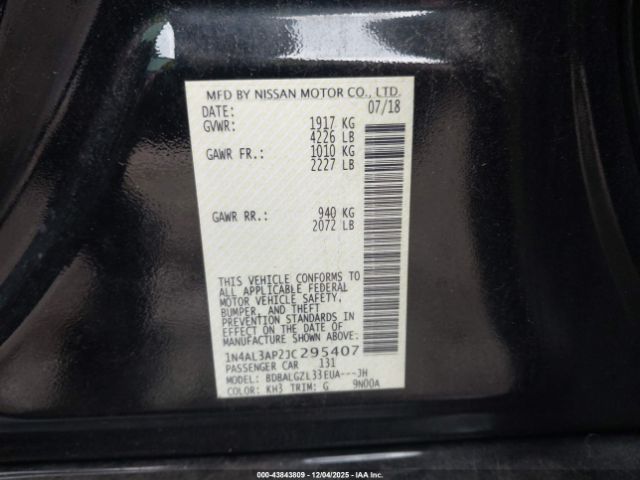 MFD BY NISSAN MOTOR CO., LTD.
DATE: 07/18
GVWR: 1917 KG
4226 LB
GAWR FR.: 1010 KG
2227 LB
GAWR RR.: 940 KG
2072 LB
THIS VEHICLE CONFORMS TO
ALL APPLICABLE FEDERAL
MOTOR VEHICLE SAFETY,
BUMPER, AND THEFT
PREVENTION STANDARDS IN
EFFECT ON THE DATE OF
MANUFACTURE SHOWN ABOVE.
1N4AL3AP2JC295407
PASSENGER CAR 131
MODEL: BDBALGZL33EUA---JH
COLOR: KH3 TRIM: G 9N00A
000-43843809 - 12/04/2025 - IAA Inc.